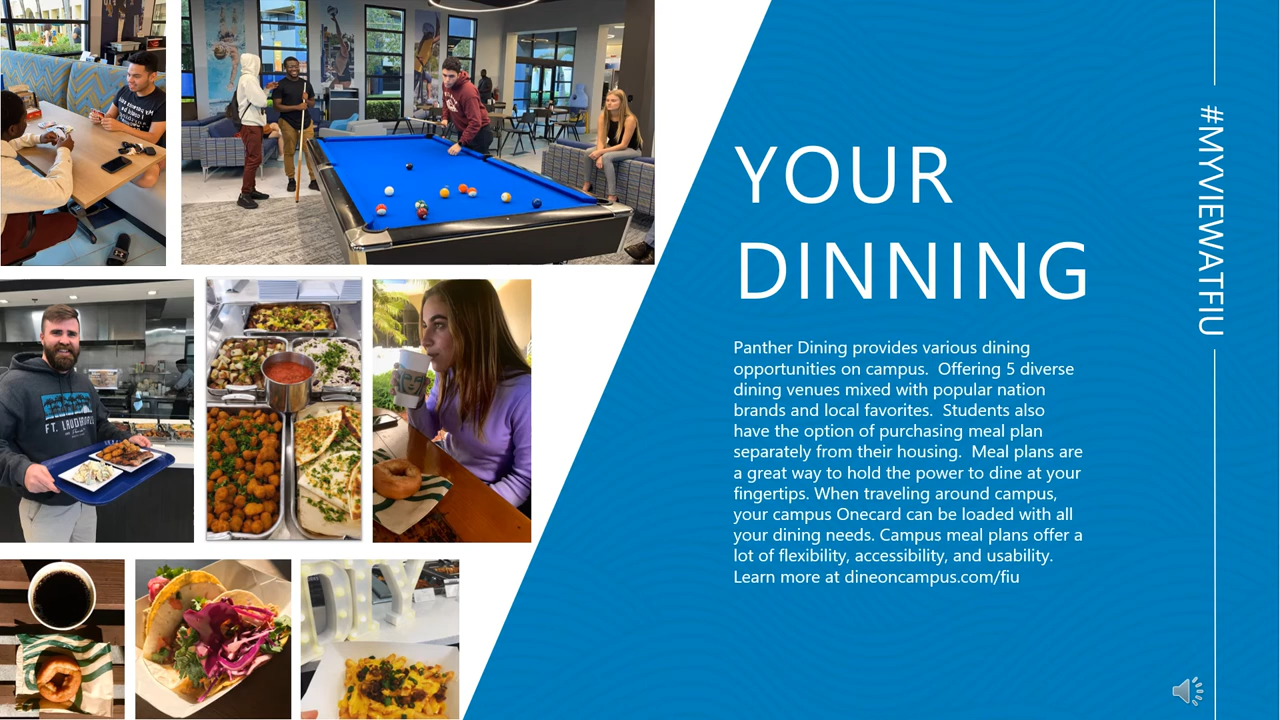 YOUR
DINNING
Panther Dining provides various dining
opportunities on campus.  Offering 5 diverse
dining venues mixed with popular nation
brands and local favorites.  Students also
have the option of purchasing meal plan
separately from their housing.  Meal plans are
a great way to hold the power to dine at your
fingertips. When traveling around campus,
your campus Onecard can be loaded with all
your dining needs. Campus meal plans offer a
lot of flexibility, accessibility, and usability.
Learn more at dineoncampus.com/fiu
#MYVIEWATFIU
DIY